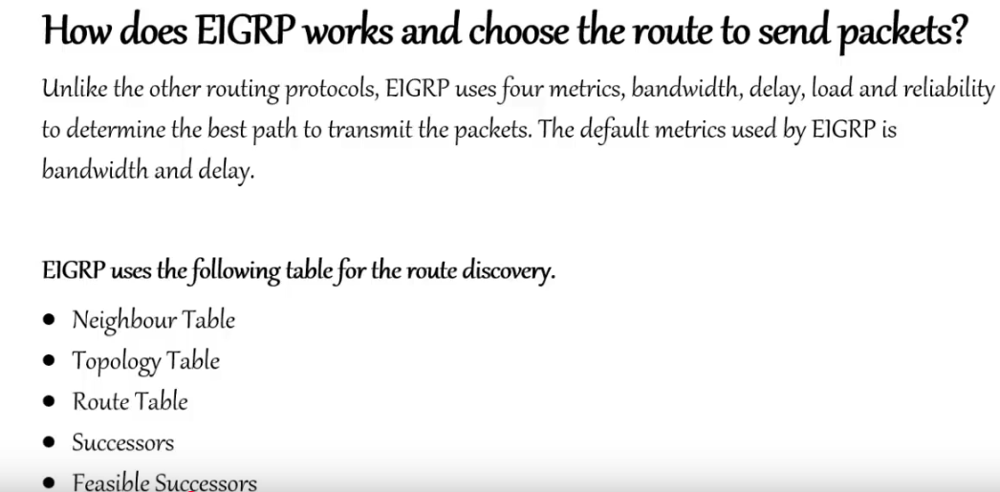 How does EIGRP works and choose the route to send packets?
Unlike the other routing protocols, EIGRP uses four metrics, bandwidth, delay, load and reliability
to determine the best path to transmit the packets. The default metrics used by EIGRP is
bandwidth and delay.
EIGRP uses the following table for the route discovery.
● Neighbour Table
● Topology Table
● Route Table
● Successors
● Feasible Successors